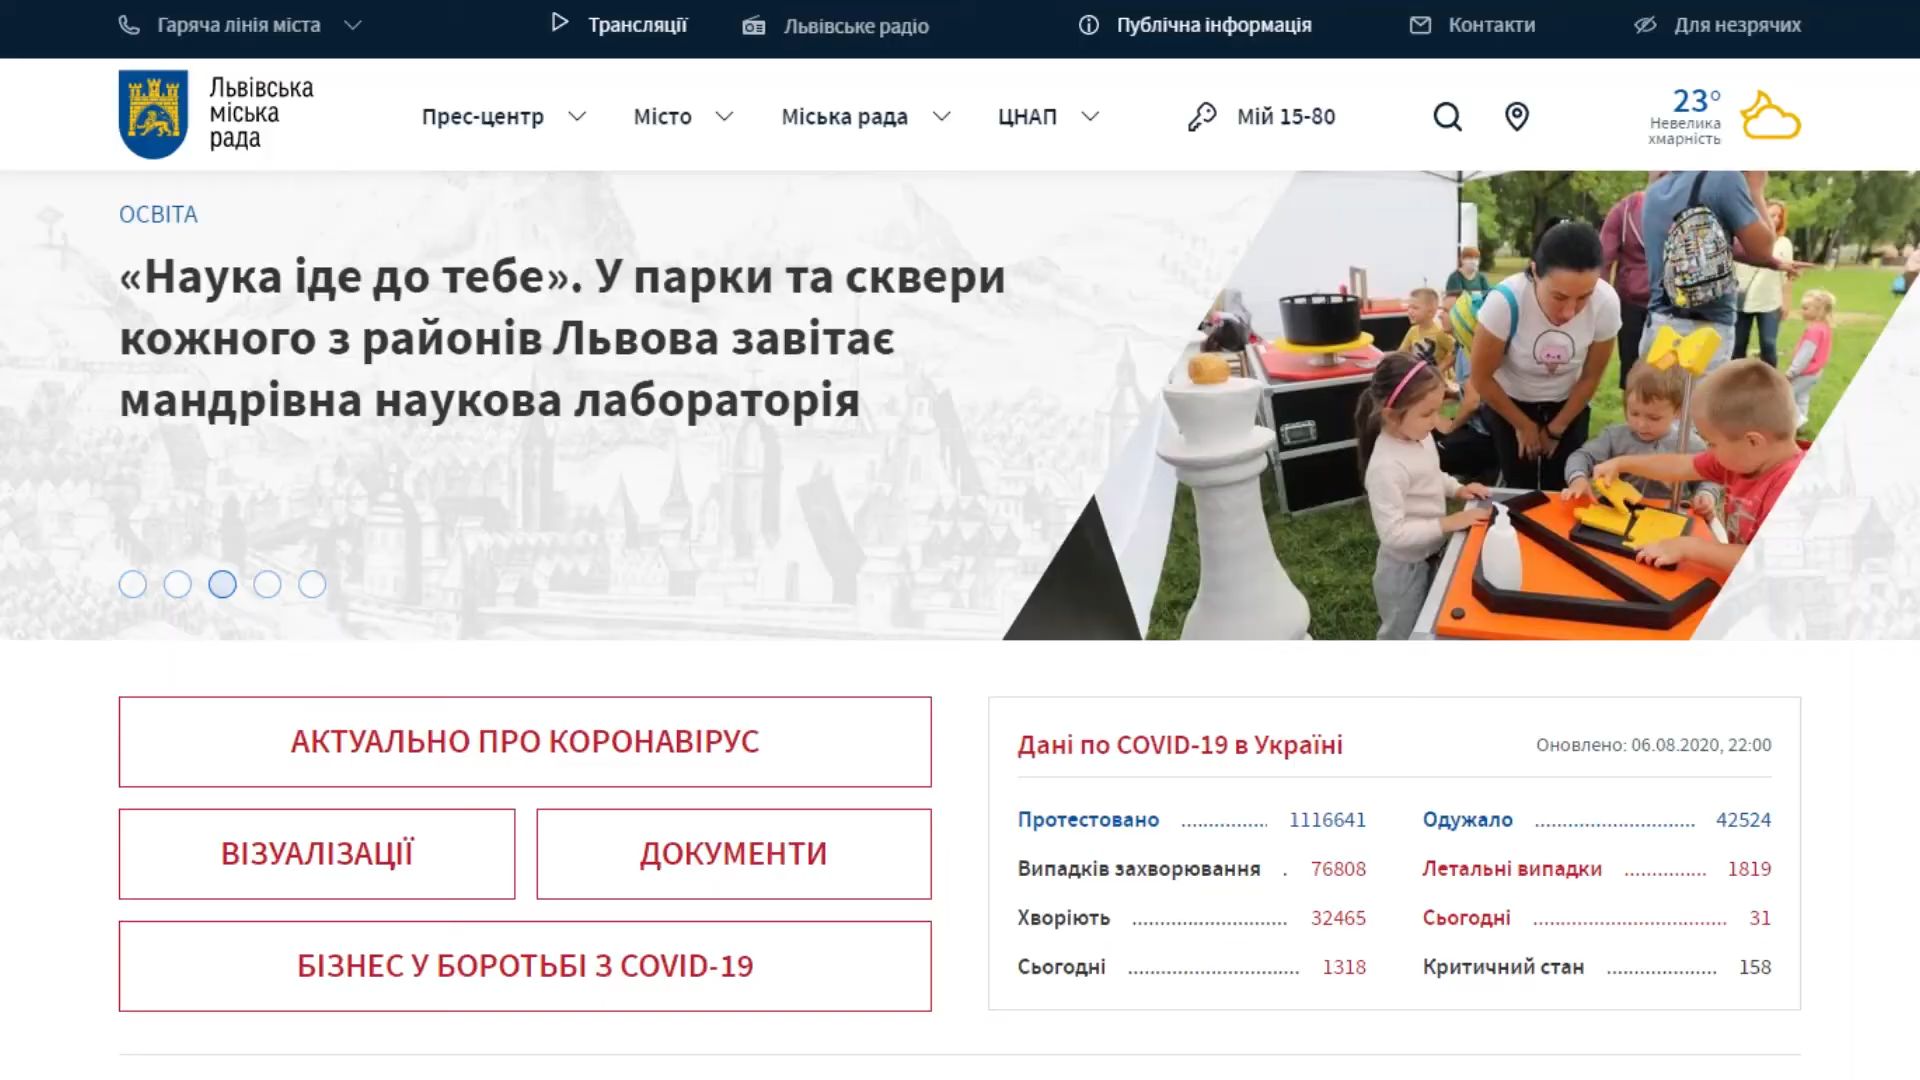 Гаряча лінія міста
Трансляції
Львівське радіо
Публічна інформація
Контакти
Для незрячих
Львівська
міська
рада
Прес-центр
Місто
Міська рада
ЦНАП
Мій 15-80
23°
Невелика
хмарність
ОСВІТА
«Наука іде до тебе». У парки та сквери
кожного з районів Львова завітає
мандрівна наукова лабораторія
АКТУАЛЬНО ПРО КОРОНАВІРУС
ВІЗУАЛІЗАЦІЇ
ДОКУМЕНТИ
БІЗНЕС У БОРОТЬБІ З COVID-19
Дані по COVID-19 в Україні
Оновлено: 06.08.2020, 22:00
Протестовано ............... 1116641
Одужало ............................ 42524
Випадків захворювання . 76808
Летальні випадки .............. 1819
Хворіють ........................... 32465
Сьогодні .................................. 31
Сьогодні .............................. 1318
Критичний стан ................... 158